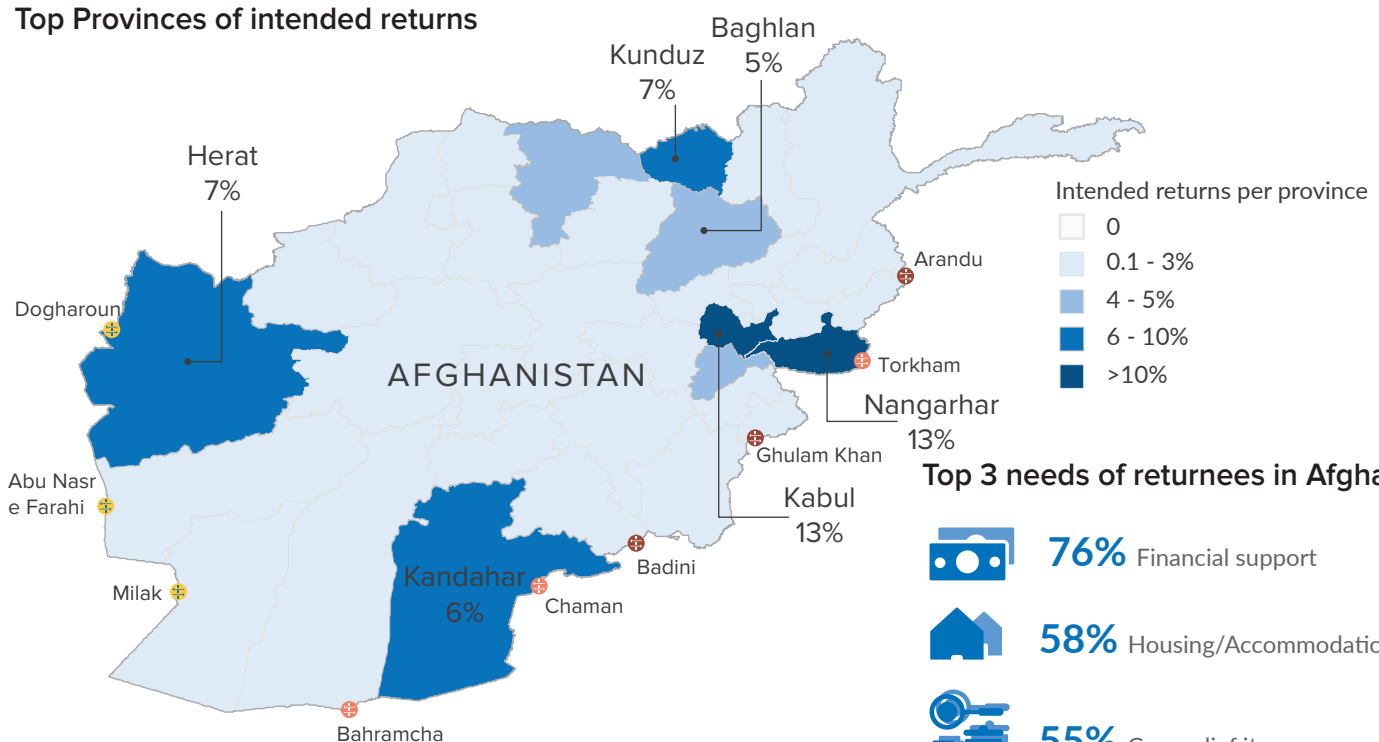 Top Provinces of intended returns
Baghlan
5%
Kunduz
7%
Herat
7%
Intended returns per province
0
0.1 - 3%
4 - 5%
6 - 10%
>10%
Arandu
Dogharoun
Torkham
AFGHANISTAN
Nangarhar
13%
Ghulam Khan
Abu Nasr
e Farahi
Kabul
13%
Badini
Milak
Kandahar
6%
Chaman
Bahramcha
Top 3 needs of returnees in Afgha
76% Financial support
58% Housing/Accommodatio
55%